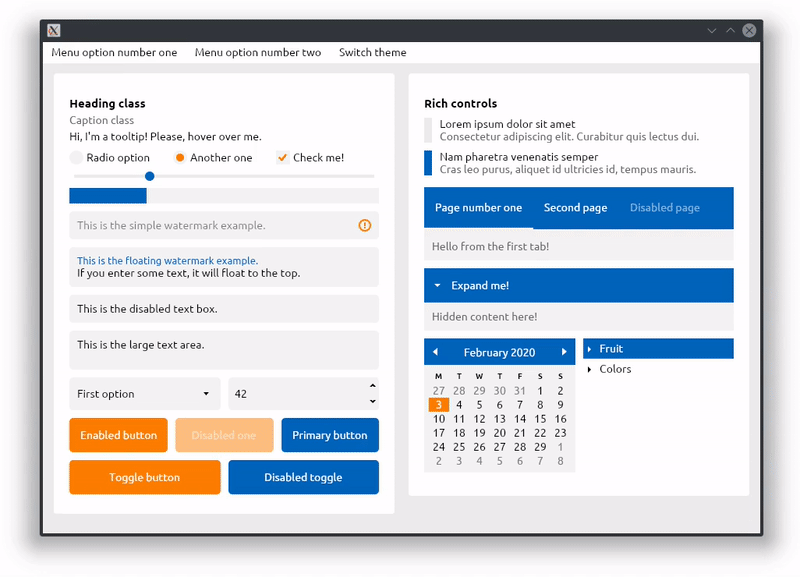 Menu option number one Menu option number two Switch theme
Heading class
Caption class
Hi, I'm a tooltip! Please, hover over me.
Radio option Another one Check me!
This is the simple watermark example.
This is the floating watermark example.
If you enter some text, it will float to the top.
This is the disabled text box.
This is the large text area.
First option 42
Enabled button Disabled one Primary button
Toggle button Disabled toggle
Rich controls
Lorem ipsum dolor sit amet
Consectetur adipiscing elit. Curabitur quis lectus dui.
Nam pharetra venenatis semper
Cras leo purus, aliquet id ultricies id, tempus mauris.
Page number one Second page Disabled page
Hello from the first tab!
Expand me!
Hidden content here!
February 2020
M T W T F S S
27 28 29 30 31 1 2
3 4 5 6 7 8 9
10 11 12 13 14 15 16
17 18 19 20 21 22 23
24 25 26 27 28 29 1
2 3 4 5 6 7 8
Fruit
Colors